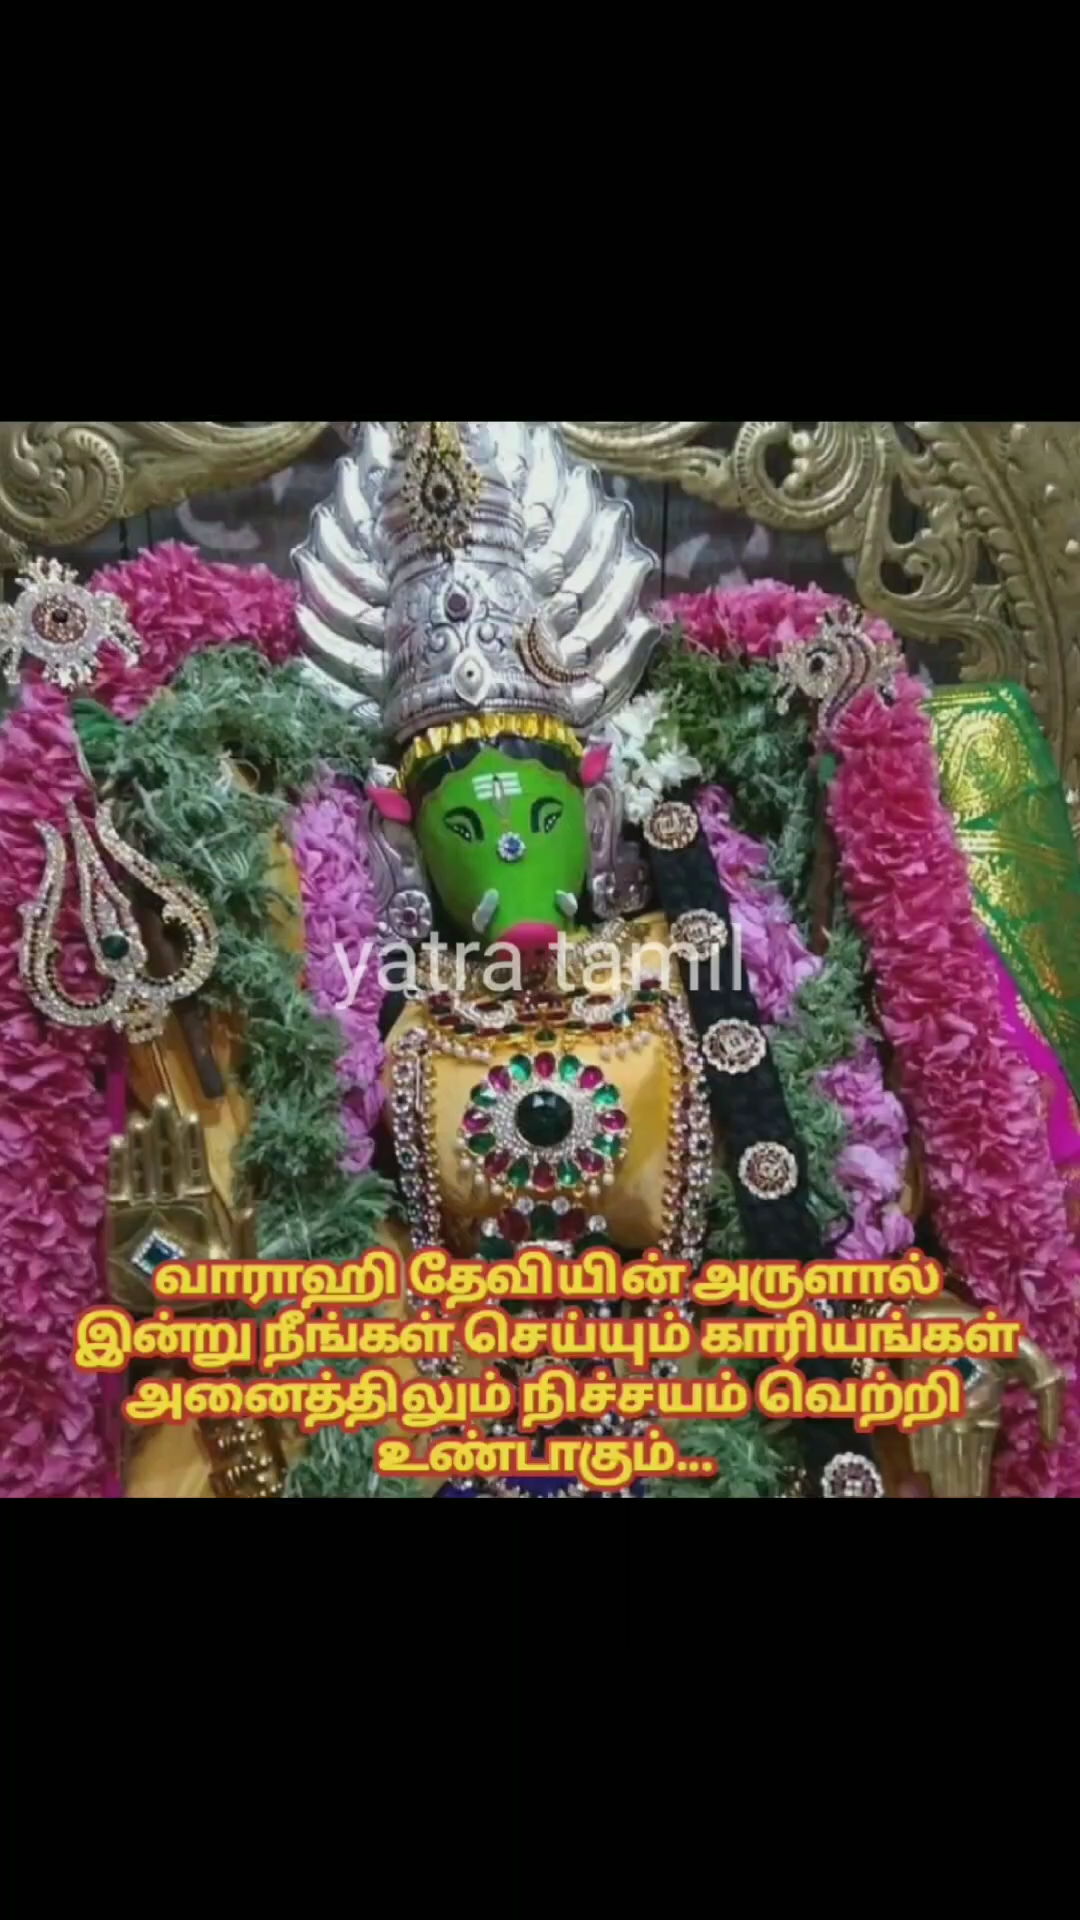 yatra tamil
வாராஹி தேவியின் அருளால்
இன்று நீங்கள் செய்யும் காரியங்கள்
அனைத்திலும் நிச்சயம் வெற்றி
உண்டாகும்...